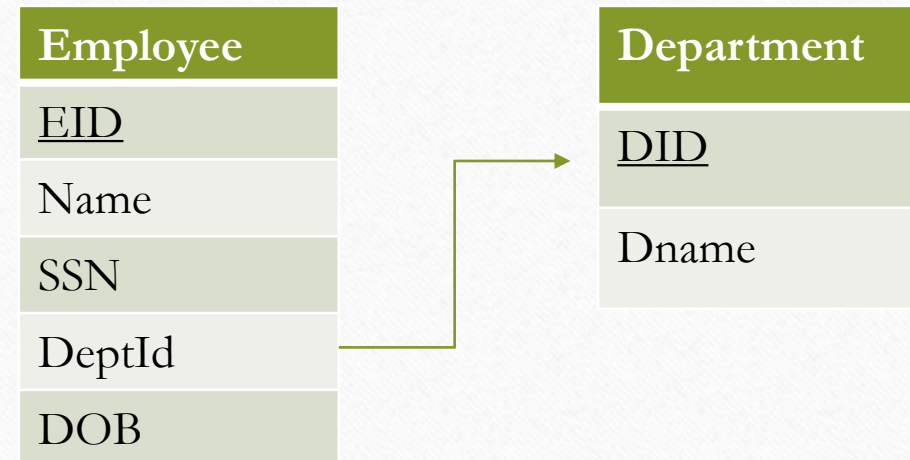 Employee
EID
Name
SSN
DeptId
DOB
Department
DID
Dname